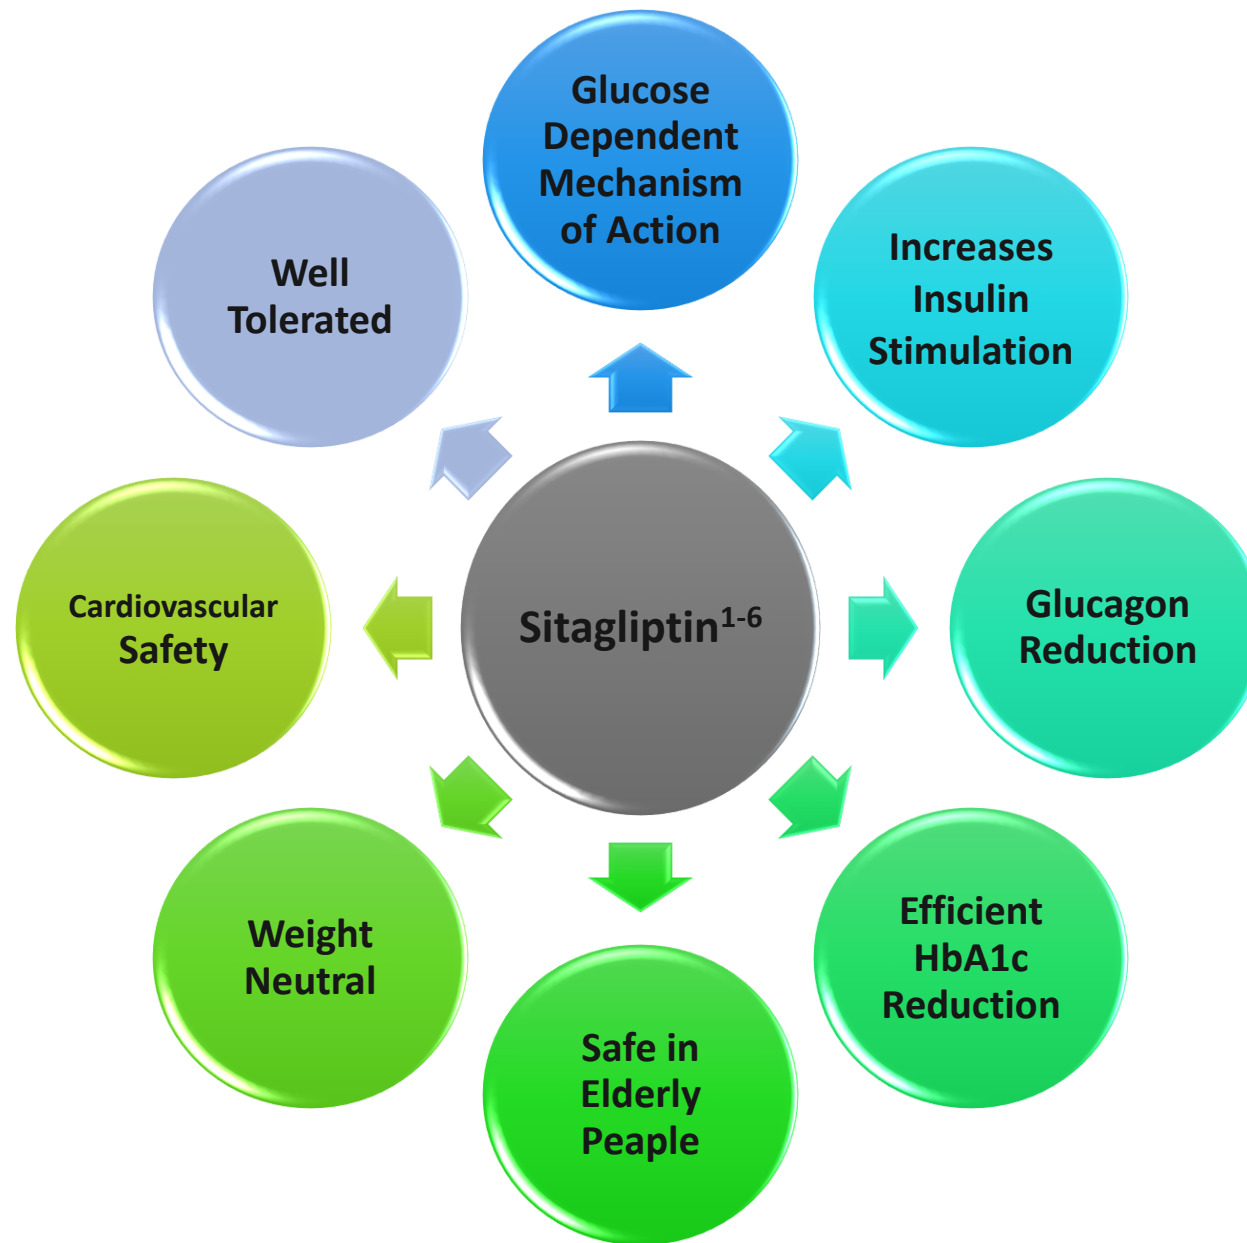 Glucose
Dependent
Mechanism
of Action
Increases
Insulin
Stimulation
Glucagon
Reduction
Efficient
HbA1c
Reduction
Safe in
Elderly
Peaple
Weight
Neutral
Cardiovascular
Safety
Well
Tolerated
Sitagliptin¹⁻⁶